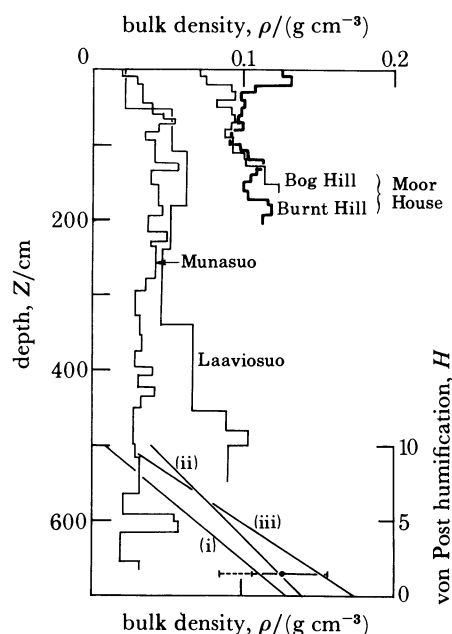 bulk density, ρ/(g cm⁻³)
0 0.1 0.2
Bog Hill
Burnt Hill
Moor House
200
Munasuo
depth, Z/cm
Laaviosuo
400
10
(ii)
(iii)
5
600
(i)
0
von Post humification, H
bulk density, ρ/(g cm⁻³)